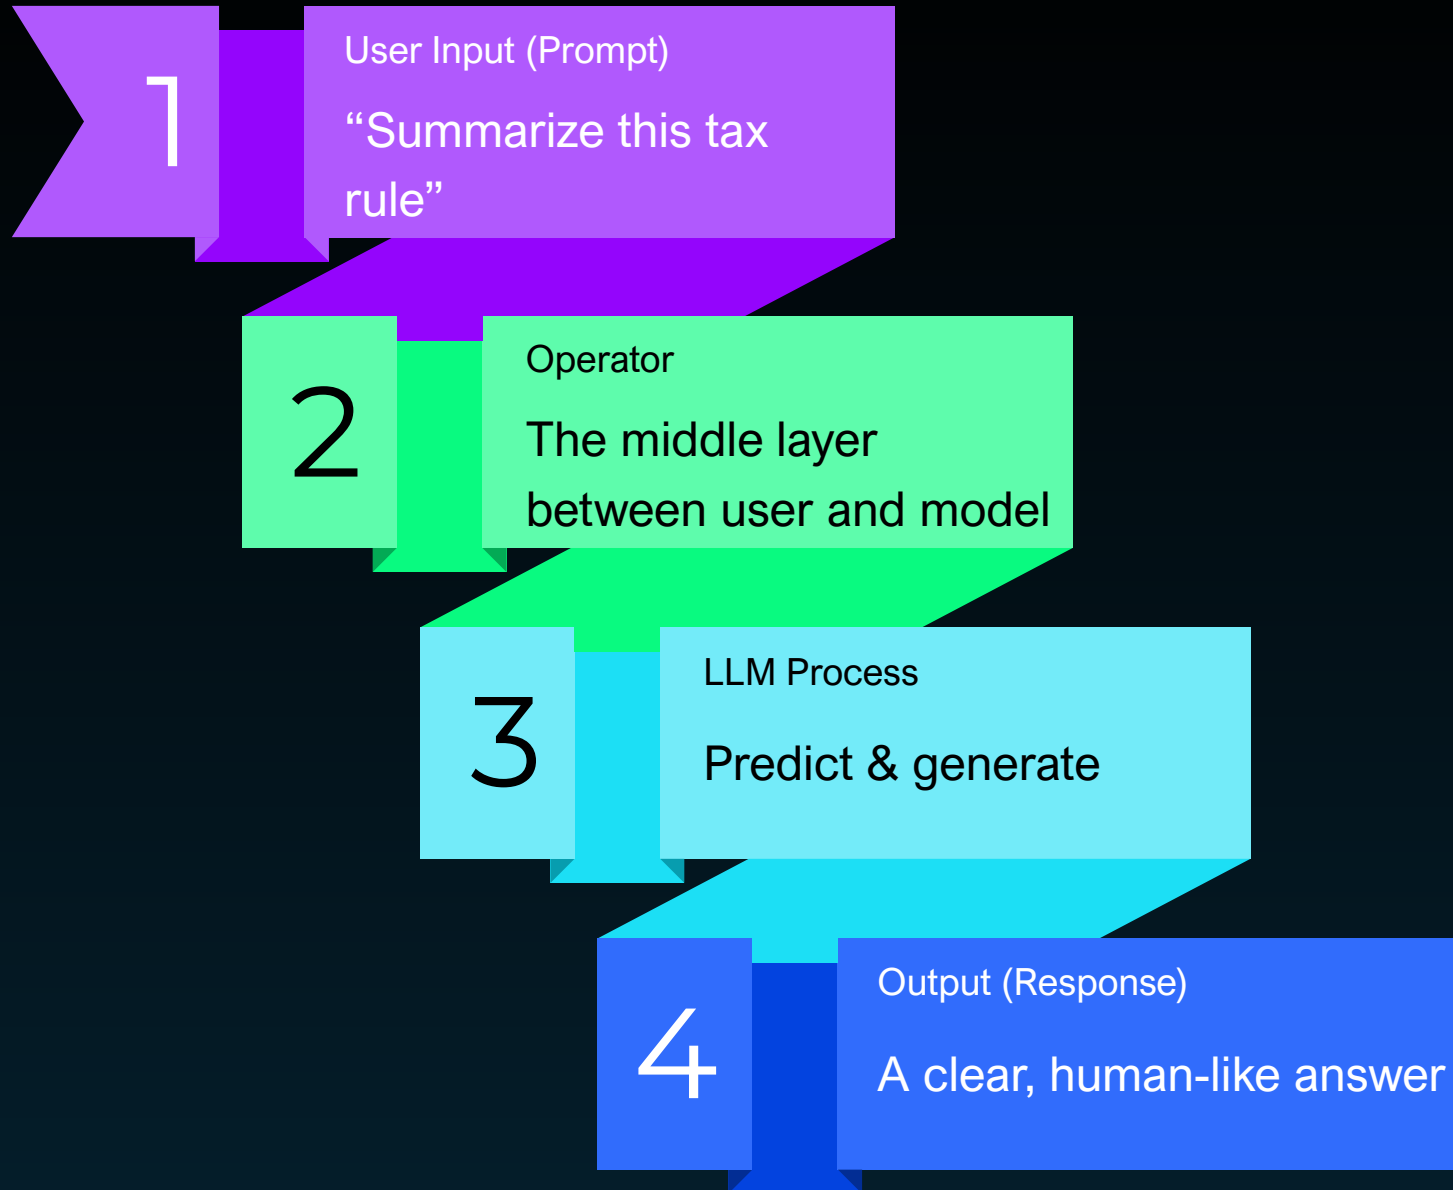 1
User Input (Prompt)
“Summarize this tax
rule”
2
Operator
The middle layer
between user and model
3
LLM Process
Predict & generate
4
Output (Response)
A clear, human-like answer